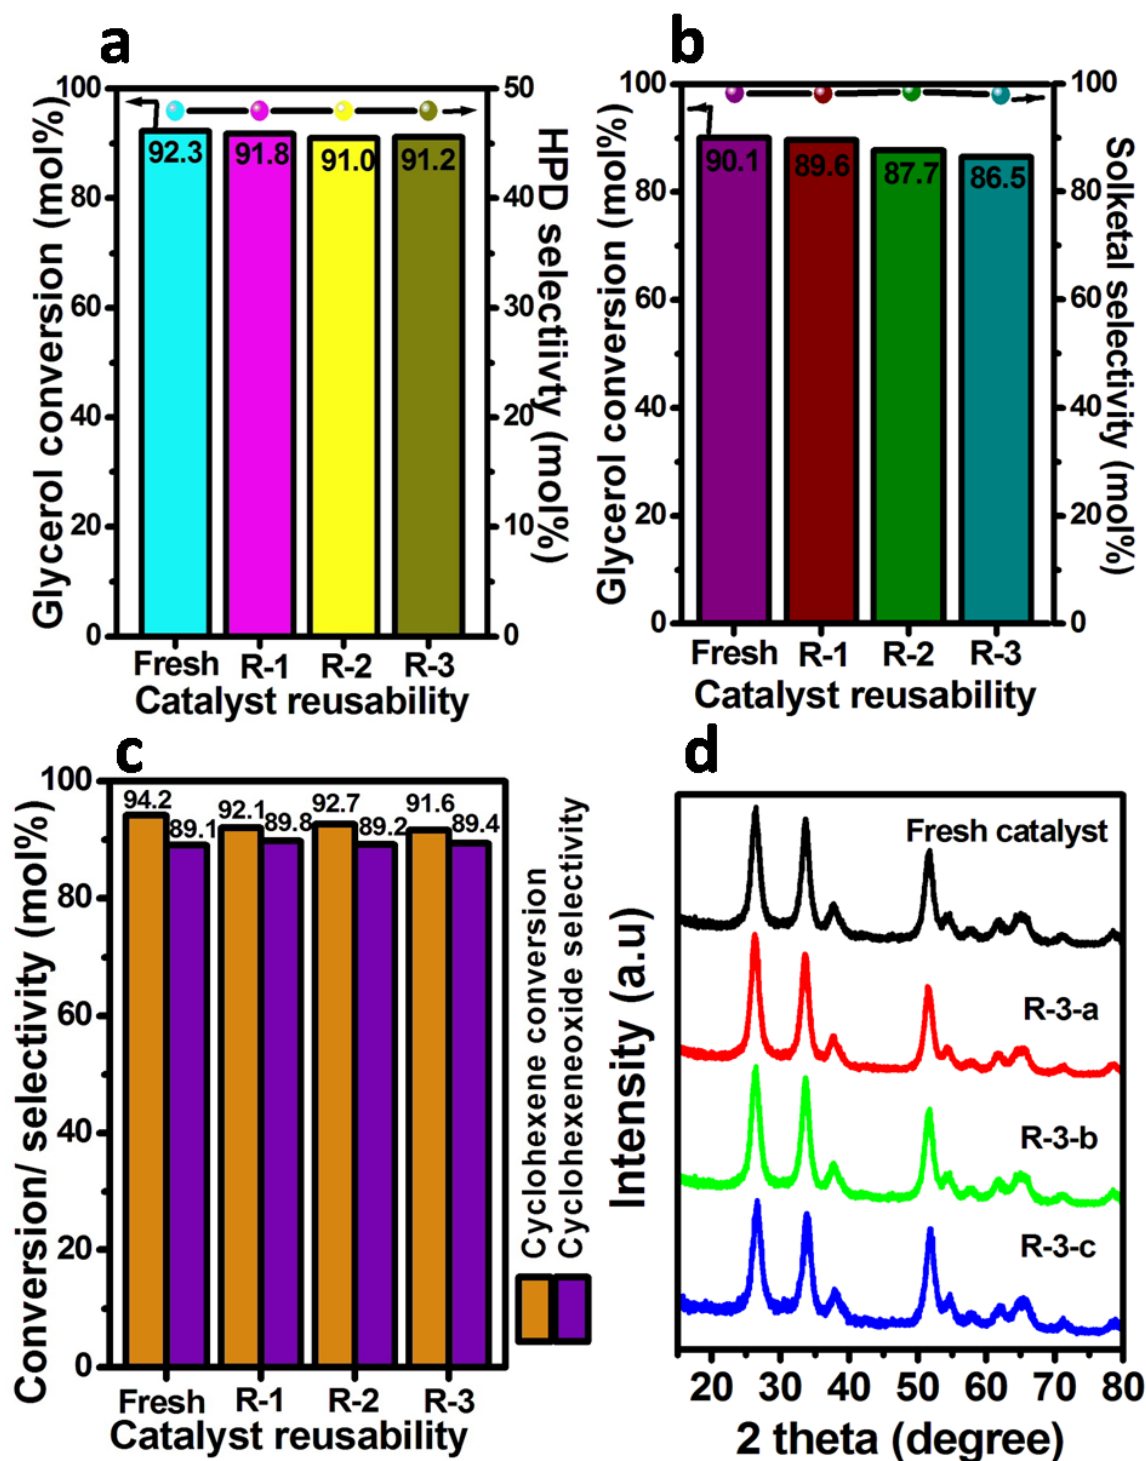 a
Glycerol conversion (mol%)
100
80
60
40
20
0
92.3
91.8
91.0
91.2
50
40
30
20
10
0
HPD selectiivty (mol%)
Fresh R-1 R-2 R-3
Catalyst reusability
b
Glycerol conversion (mol%)
100
80
60
40
20
0
90.1
89.6
87.7
86.5
100
80
60
40
20
0
Solketal selectivity (mol%)
Fresh R-1 R-2 R-3
Catalyst reusability
c
Conversion/ selectivity (mol%)
100
80
60
40
20
0
94.2
89.1
92.1
89.8
92.7
89.2
91.6
89.4
Fresh R-1 R-2 R-3
Catalyst reusability
Cyclohexene conversion
Cyclohexeneoxide selectivity
d
Intensity (a.u)
Fresh catalyst
R-3-a
R-3-b
R-3-c
20 30 40 50 60 70 80
2 theta (degree)